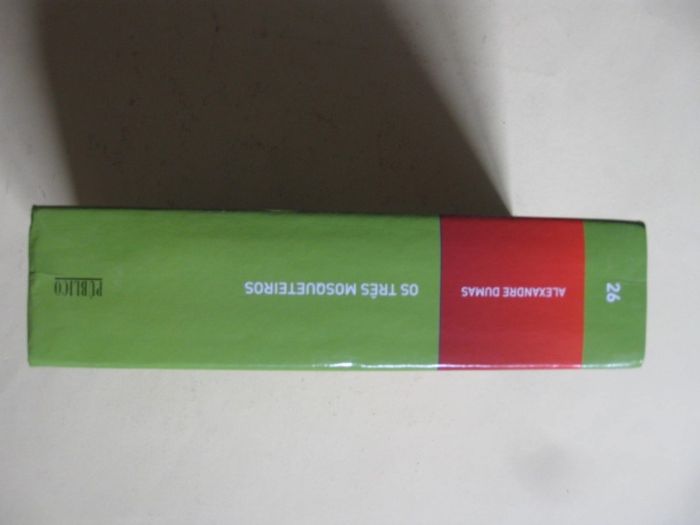 26
ALEXANDRE DUMAS
OS TRÊS MOSQUETEIROS
PÚBLICO